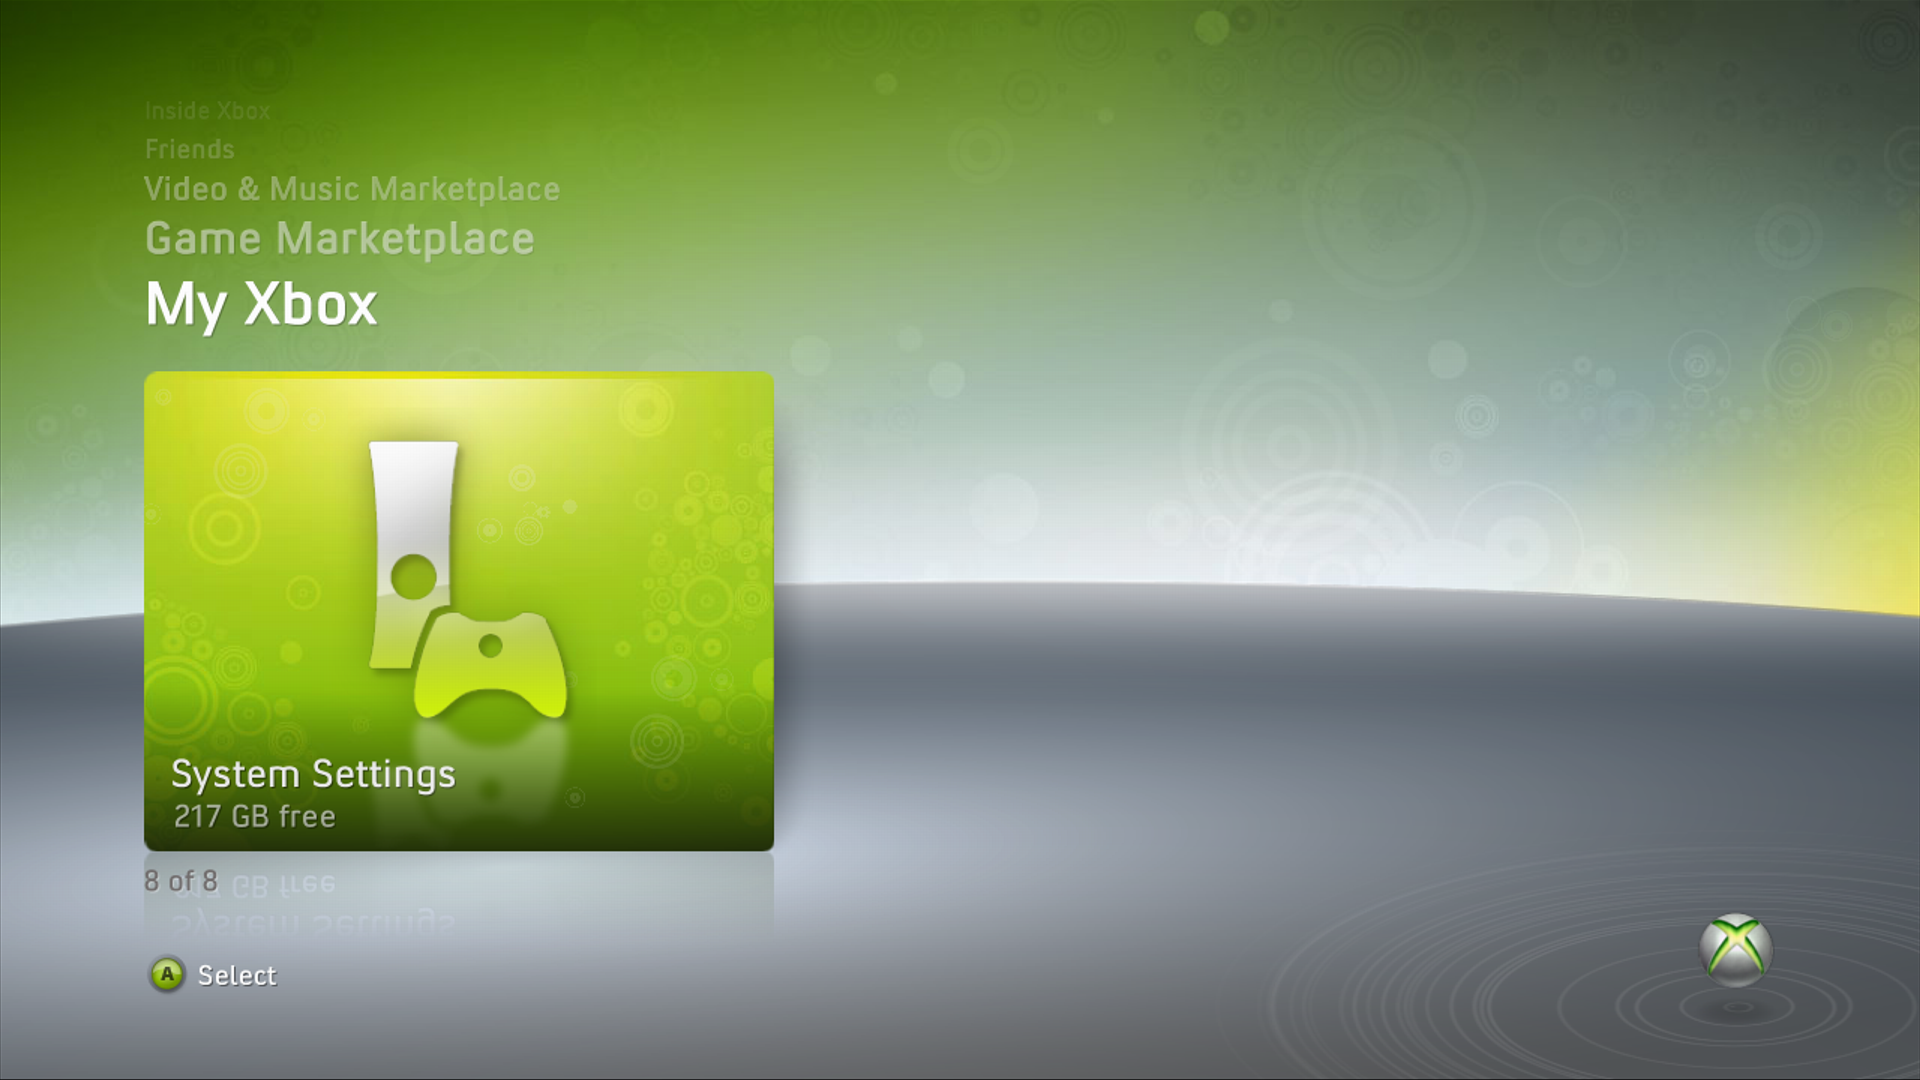 Inside Xbox
Friends
Video & Music Marketplace
Game Marketplace
My Xbox
System Settings
217 GB free
8 of 8
A Select